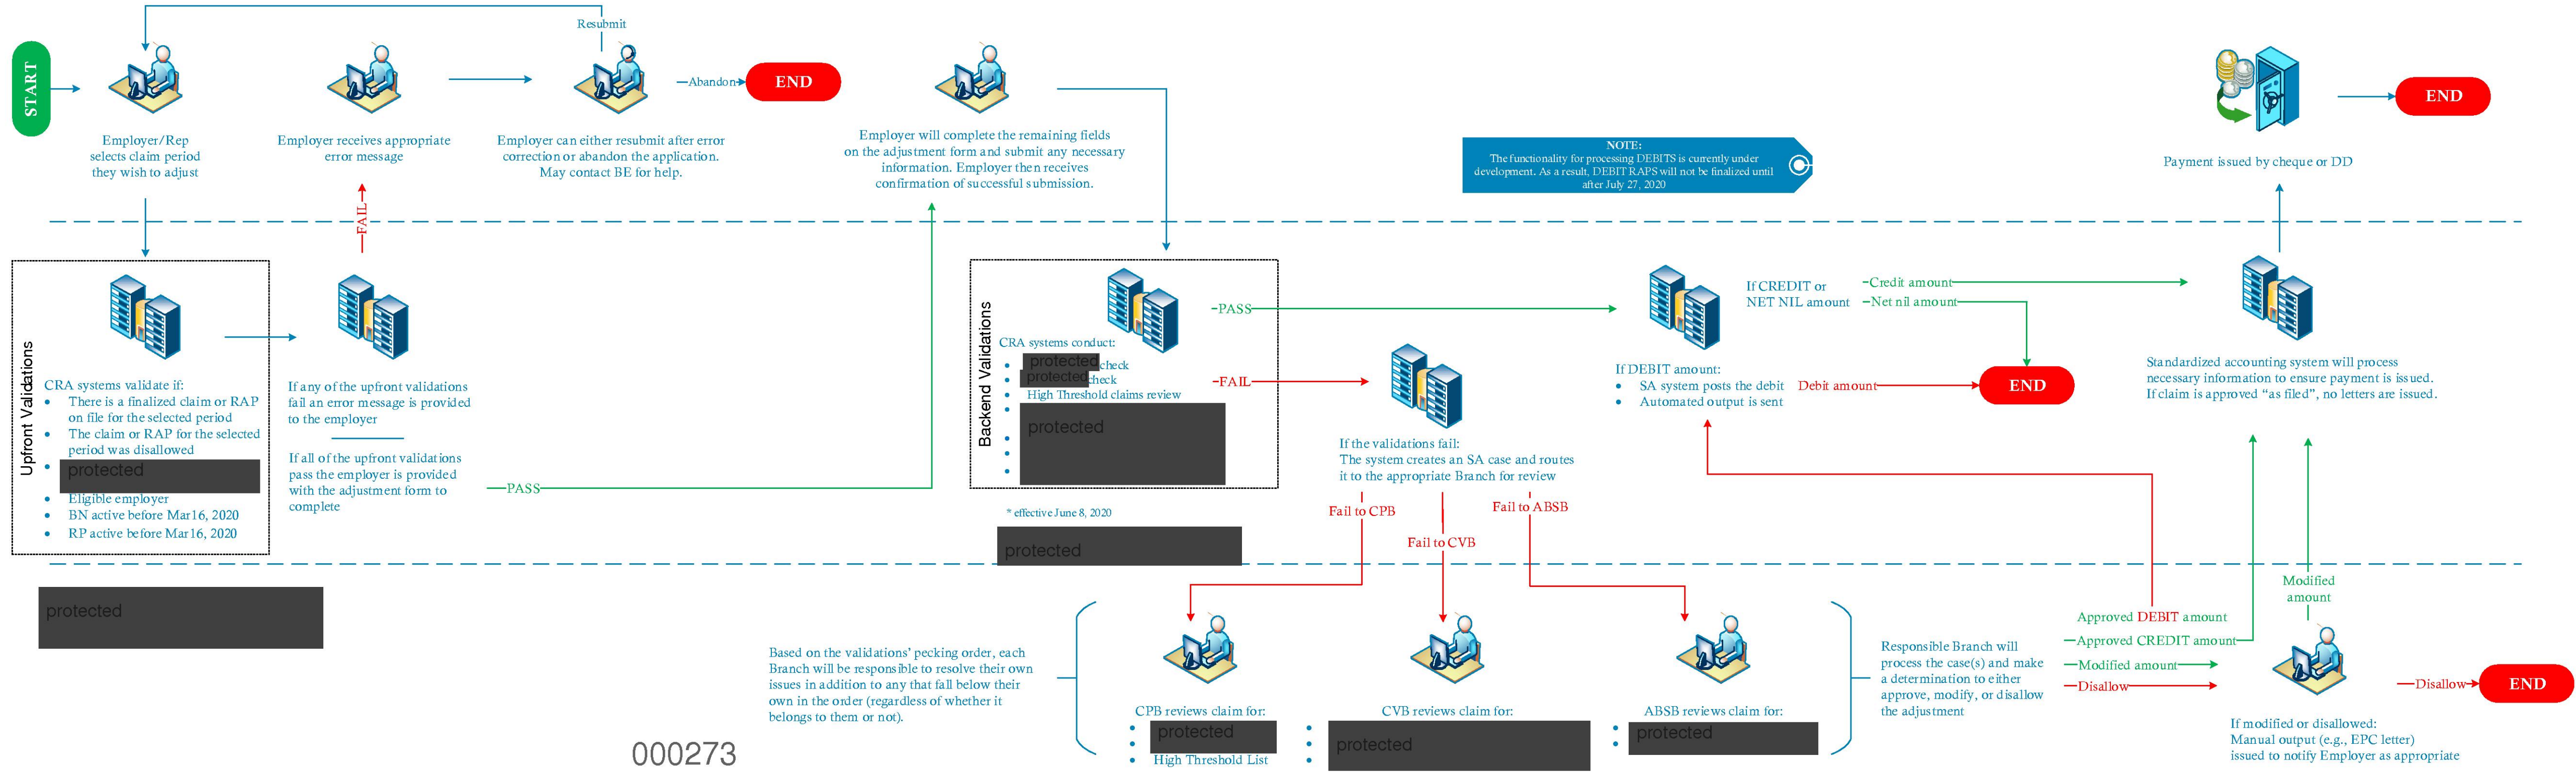 START
Employer/Rep
selects claim period
they wish to adjust
Employer receives appropriate
error message
Resubmit
Employer can either resubmit after error
correction or abandon the application.
May contact BE for help.
Abandon
END
Employer will complete the remaining fields
on the adjustment form and submit any necessary
information. Employer then receives
confirmation of successful submission.
NOTE:
The functionality for processing DEBITS is currently under
development. As a result, DEBIT RAPS will not be finalized until
after July 27, 2020
Payment issued by cheque or DD
END
FAIL
Upfront Validations
CRA systems validate if:
• There is a finalized claim or RAP
on file for the selected period
• The claim or RAP for the selected
period was disallowed
• protected
• Eligible employer
• BN active before Mar16, 2020
• RP active before Mar16, 2020
If any of the upfront validations
fail an error message is provided
to the employer
If all of the upfront validations
pass the employer is provided
with the adjustment form to
complete
PASS
Backend Validations
CRA systems conduct:
• protected check
• protected check
• High Threshold claims review
• protected
•
•
•
* effective June 8, 2020
protected
PASS
FAIL
If the validations fail:
The system creates an SA case and routes
it to the appropriate Branch for review
Fail to CPB
Fail to CVB
Fail to ABSB
If CREDIT or
NET NIL amount
Credit amount
Net nil amount
If DEBIT amount:
• SA system posts the debit
• Automated output is sent
Debit amount
END
Standardized accounting system will process
necessary information to ensure payment is issued.
If claim is approved “as filed”, no letters are issued.
protected
Based on the validations’ pecking order, each
Branch will be responsible to resolve their own
issues in addition to any that fall below their
own in the order (regardless of whether it
belongs to them or not).
CPB reviews claim for:
• protected
•
• High Threshold List
CVB reviews claim for:
•
• protected
•
ABSB reviews claim for:
• protected
•
Responsible Branch will
process the case(s) and make
a determination to either
approve, modify, or disallow
the adjustment
Approved DEBIT amount
Approved CREDIT amount
Modified amount
Disallow
Modified
amount
Disallow
END
If modified or disallowed:
Manual output (e.g., EPC letter)
issued to notify Employer as appropriate
000273